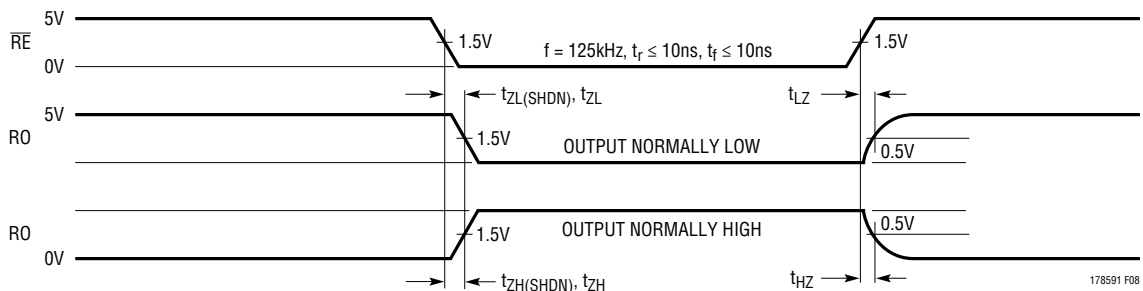 5V
RE
1.5V
f = 125kHz, tr ≤ 10ns, tf ≤ 10ns
1.5V
0V
tZL(SHDN), tZL
tLZ
5V
RO
1.5V
OUTPUT NORMALLY LOW
0.5V
RO
1.5V
OUTPUT NORMALLY HIGH
0.5V
0V
tZH(SHDN), tZH
tHZ
178591 F08